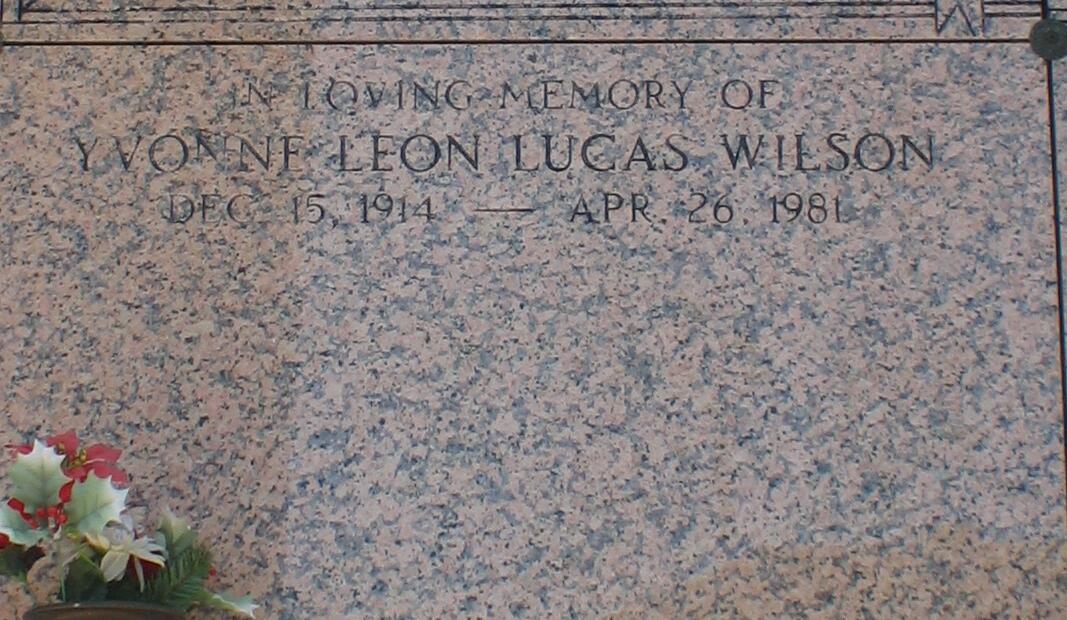 IN LOVING MEMORY OF
YVONNE LEON LUCAS WILSON
DEC. 15, 1914 — APR. 26, 1981